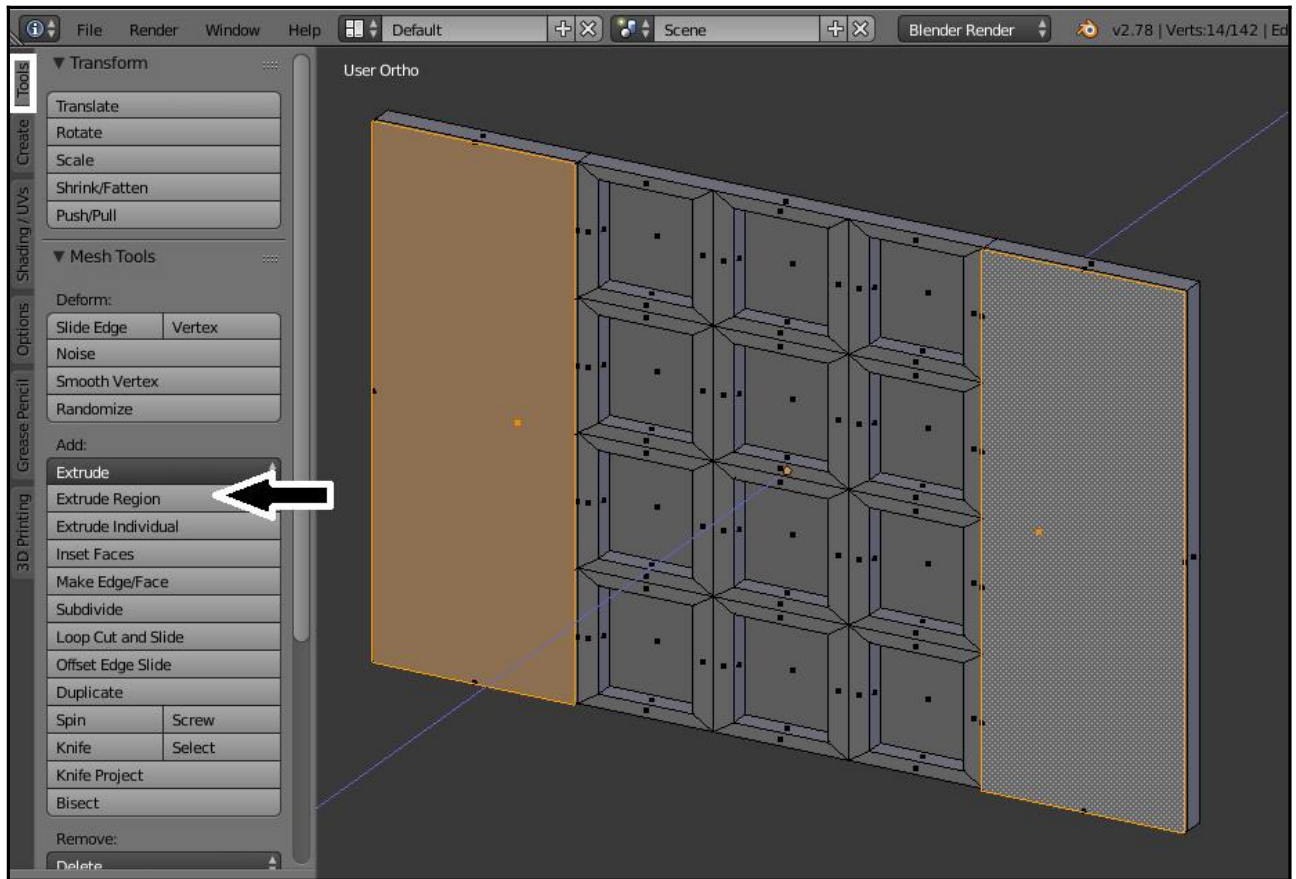 File Render Window Help Default Scene Blender Render v2.78 | Verts:14/142 | Ed
Tools
Create
Shading / UVs
Options
Grease Pencil
3D Printing
▼ Transform
Translate
Rotate
Scale
Shrink/Fatten
Push/Pull
▼ Mesh Tools
Deform:
Slide Edge Vertex
Noise
Smooth Vertex
Randomize
Add:
Extrude
Extrude Region
Extrude Individual
Inset Faces
Make Edge/Face
Subdivide
Loop Cut and Slide
Offset Edge Slide
Duplicate
Spin Screw
Knife Select
Knife Project
Bisect
Remove:
Delete
User Ortho